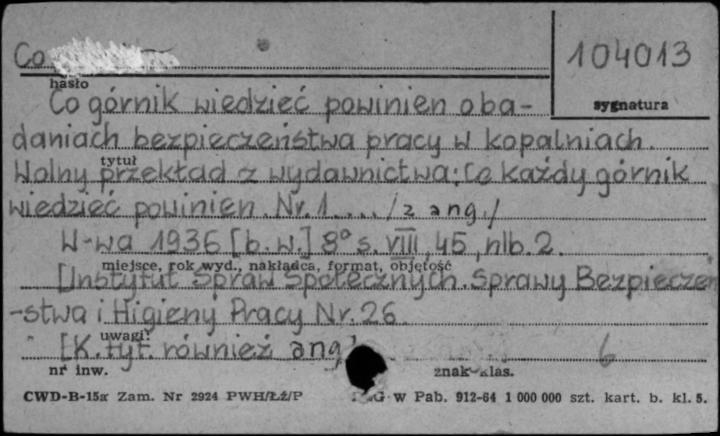 Co
104013
hasło
sygnatura
Co górnik wiedzieć powinien o ba-
daniach bezpieczeństwa pracy w kopalniach.
tytuł
Wolny przekład z wydawnictwa: Co każdy górnik
wiedzieć powinien. Nr. 1 .... /z ang./
W-wa 1936 [b.w.] 8° s. VIII, 45, nlb. 2.
miejsce, rok wyd., nakładca, format, objętość
[Instytut Spraw Społecznych. Sprawy Bezpieczeń
-stwa i Higieny Pracy Nr. 26.
uwagi:
[K. tyt. również ang.
6
nr inw.
znak klas.
CWD-B-15a Zam. Nr 2924 PWH/Łź/P
W Pab. 912-64 1 000 000 szt. kart. b. kl. 5.